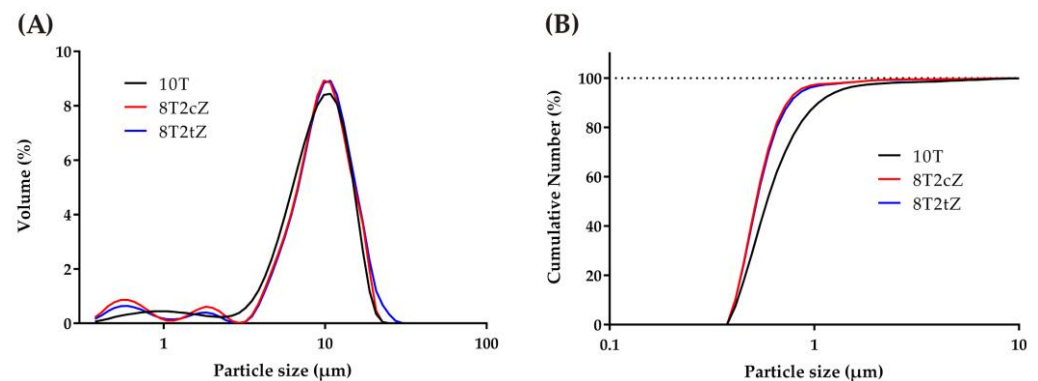 (A)
10
8
6
4
2
0
Volume (%)
1
10
100
Particle size (µm)
10T
8T2cZ
8T2tZ
(B)
100
80
60
40
20
0
Cumulative Number (%)
0.1
1
10
Particle size (µm)
10T
8T2cZ
8T2tZ